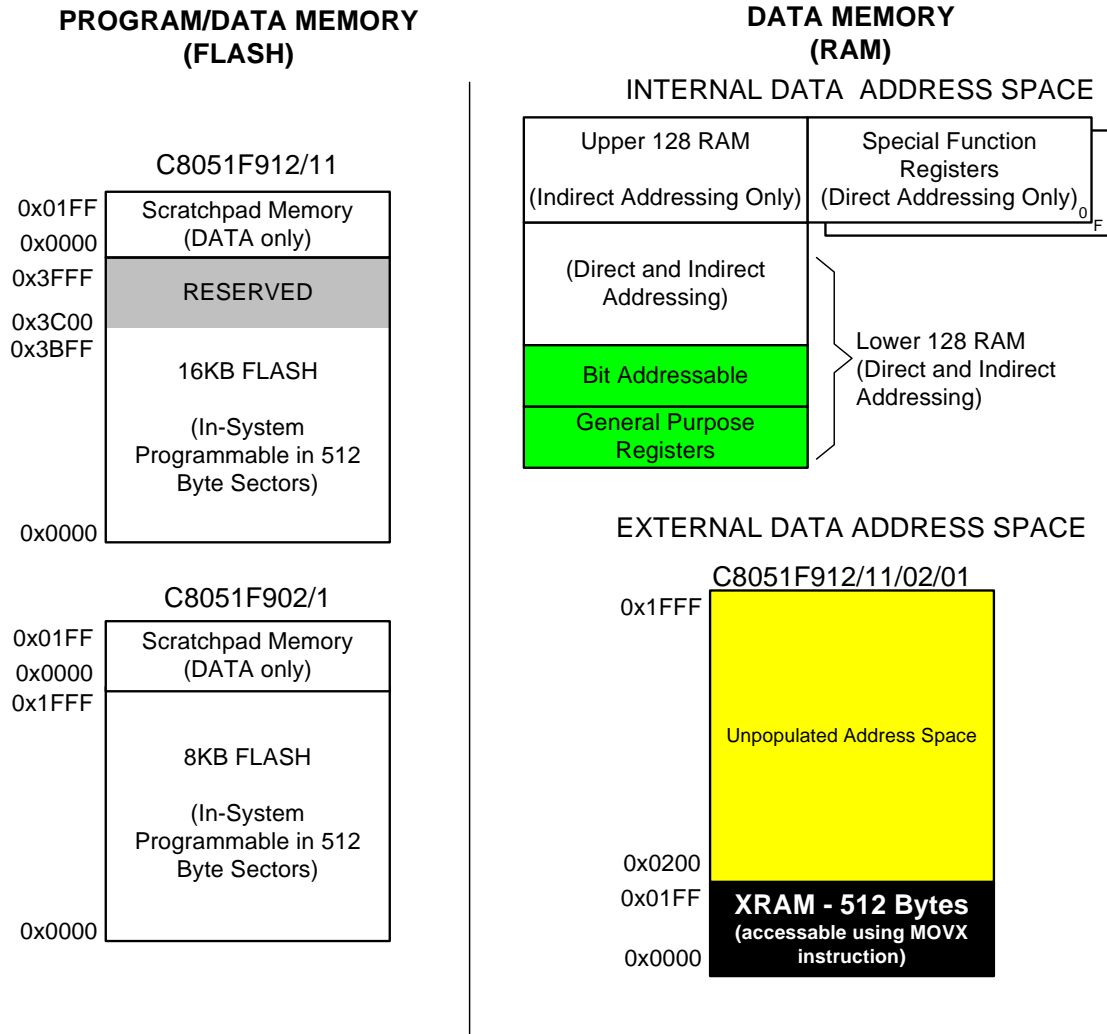 PROGRAM/DATA MEMORY
(FLASH)
C8051F912/11
0x01FF
Scratchpad Memory
(DATA only)
0x0000
0x3FFF
RESERVED
0x3C00
0x3BFF
16KB FLASH
(In-System
Programmable in 512
Byte Sectors)
0x0000
C8051F902/1
0x01FF
Scratchpad Memory
(DATA only)
0x0000
0x1FFF
8KB FLASH
(In-System
Programmable in 512
Byte Sectors)
0x0000
DATA MEMORY
(RAM)
INTERNAL DATA ADDRESS SPACE
Upper 128 RAM
(Indirect Addressing Only)
Special Function
Registers
(Direct Addressing Only)
0
F
(Direct and Indirect
Addressing)
Bit Addressable
General Purpose
Registers
Lower 128 RAM
(Direct and Indirect
Addressing)
EXTERNAL DATA ADDRESS SPACE
C8051F912/11/02/01
0x1FFF
Unpopulated Address Space
0x0200
0x01FF
XRAM - 512 Bytes
(accessable using MOVX
instruction)
0x0000